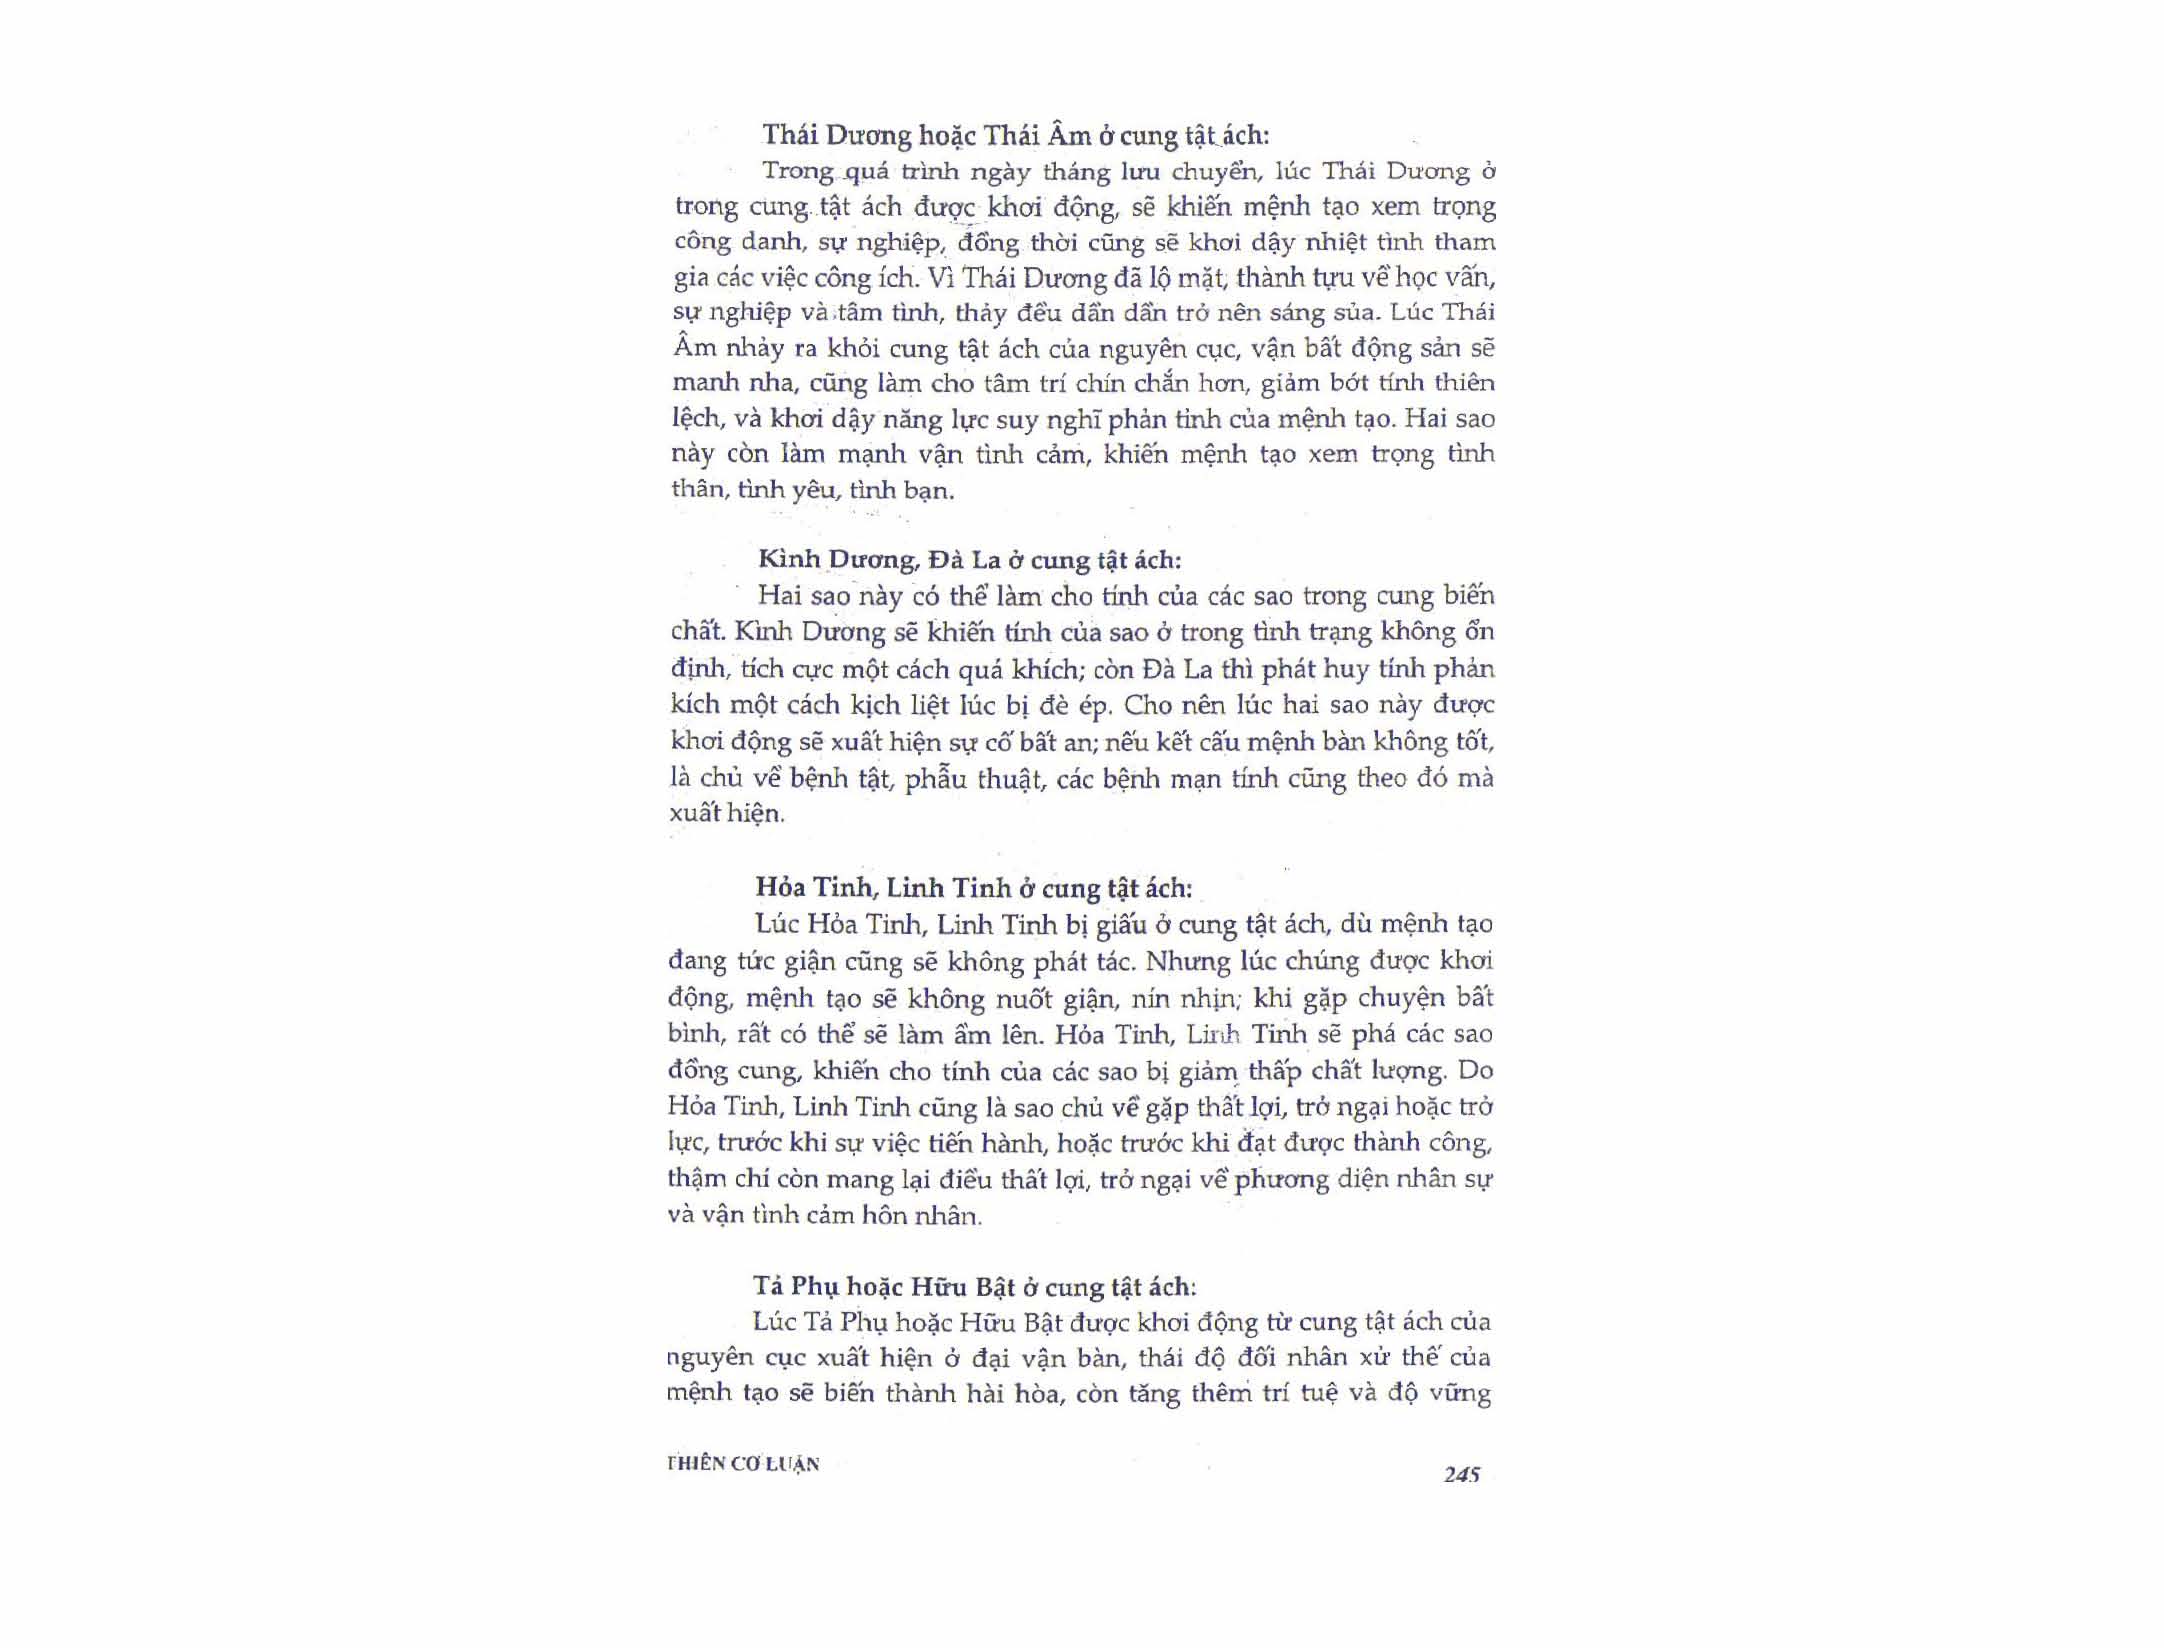 Thái Dương hoặc Thái Âm ở cung tật ách:
Trong quá trình ngày tháng lưu chuyển, lúc Thái Dương ở
trong cung tật ách được khơi động, sẽ khiến mệnh tạo xem trọng
công danh, sự nghiệp, đồng thời cũng sẽ khơi dậy nhiệt tình tham
gia các việc công ích. Vì Thái Dương đã lộ mặt, thành tựu về học vấn,
sự nghiệp và tâm tình, thảy đều dần dần trở nên sáng sủa. Lúc Thái
Âm nhảy ra khỏi cung tật ách của nguyên cục, vận bất động sản sẽ
manh nha, cũng làm cho tâm trí chín chắn hơn, giảm bớt tính thiên
lệch, và khơi dậy năng lực suy nghĩ phản tỉnh của mệnh tạo. Hai sao
này còn làm mạnh vận tình cảm, khiến mệnh tạo xem trọng tình
thân, tình yêu, tình bạn.
Kình Dương, Đà La ở cung tật ách:
Hai sao này có thể làm cho tính của các sao trong cung biến
chất. Kình Dương sẽ khiến tính của sao ở trong tình trạng không ổn
định, tích cực một cách quá khích; còn Đà La thì phát huy tính phản
kích một cách kịch liệt lúc bị đè ép. Cho nên lúc hai sao này được
khơi động sẽ xuất hiện sự cố bất an; nếu kết cấu mệnh bàn không tốt,
là chủ về bệnh tật, phẫu thuật, các bệnh mạn tính cũng theo đó mà
xuất hiện.
Hỏa Tinh, Linh Tinh ở cung tật ách:
Lúc Hỏa Tinh, Linh Tinh bị giấu ở cung tật ách, dù mệnh tạo
đang tức giận cũng sẽ không phát tác. Nhưng lúc chúng được khơi
động, mệnh tạo sẽ không nuốt giận, nín nhịn; khi gặp chuyện bất
bình, rất có thể sẽ làm ầm lên. Hỏa Tinh, Linh Tinh sẽ phá các sao
đồng cung, khiến cho tính của các sao bị giảm thấp chất lượng. Do
Hỏa Tinh, Linh Tinh cũng là sao chủ về gặp thất lợi, trở ngại hoặc trở
lực, trước khi sự việc tiến hành, hoặc trước khi đạt được thành công,
thậm chí còn mang lại điều thất lợi, trở ngại về phương diện nhân sự
và vận tình cảm hôn nhân.
Tả Phụ hoặc Hữu Bật ở cung tật ách:
Lúc Tả Phụ hoặc Hữu Bật được khơi động từ cung tật ách của
nguyên cục xuất hiện ở đại vận bàn, thái độ đối nhân xử thế của
mệnh tạo sẽ biến thành hài hòa, còn tăng thêm trí tuệ và độ vững
THIÊN CƠ LUẬN
245